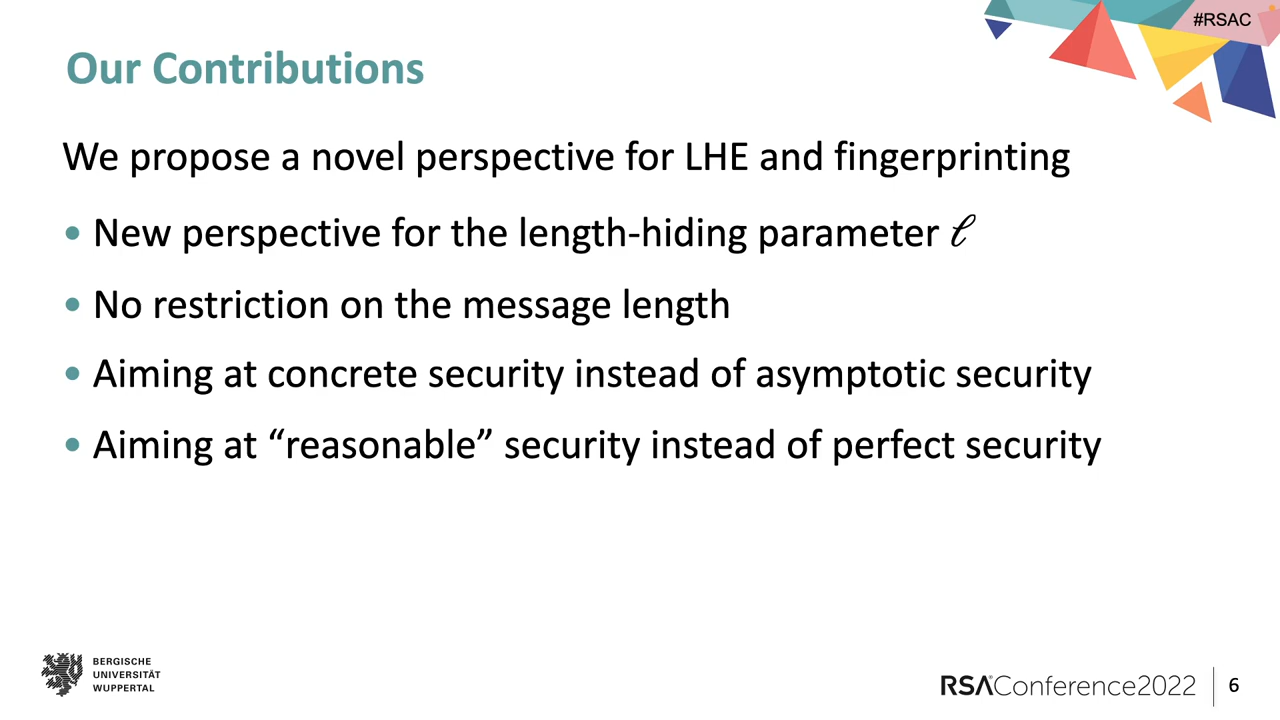 #RSAC
Our Contributions
We propose a novel perspective for LHE and fingerprinting
• New perspective for the length-hiding parameter ℓ
• No restriction on the message length
• Aiming at concrete security instead of asymptotic security
• Aiming at “reasonable” security instead of perfect security
BERGISCHE
UNIVERSITÄT
WUPPERTAL
RSAConference2022
6